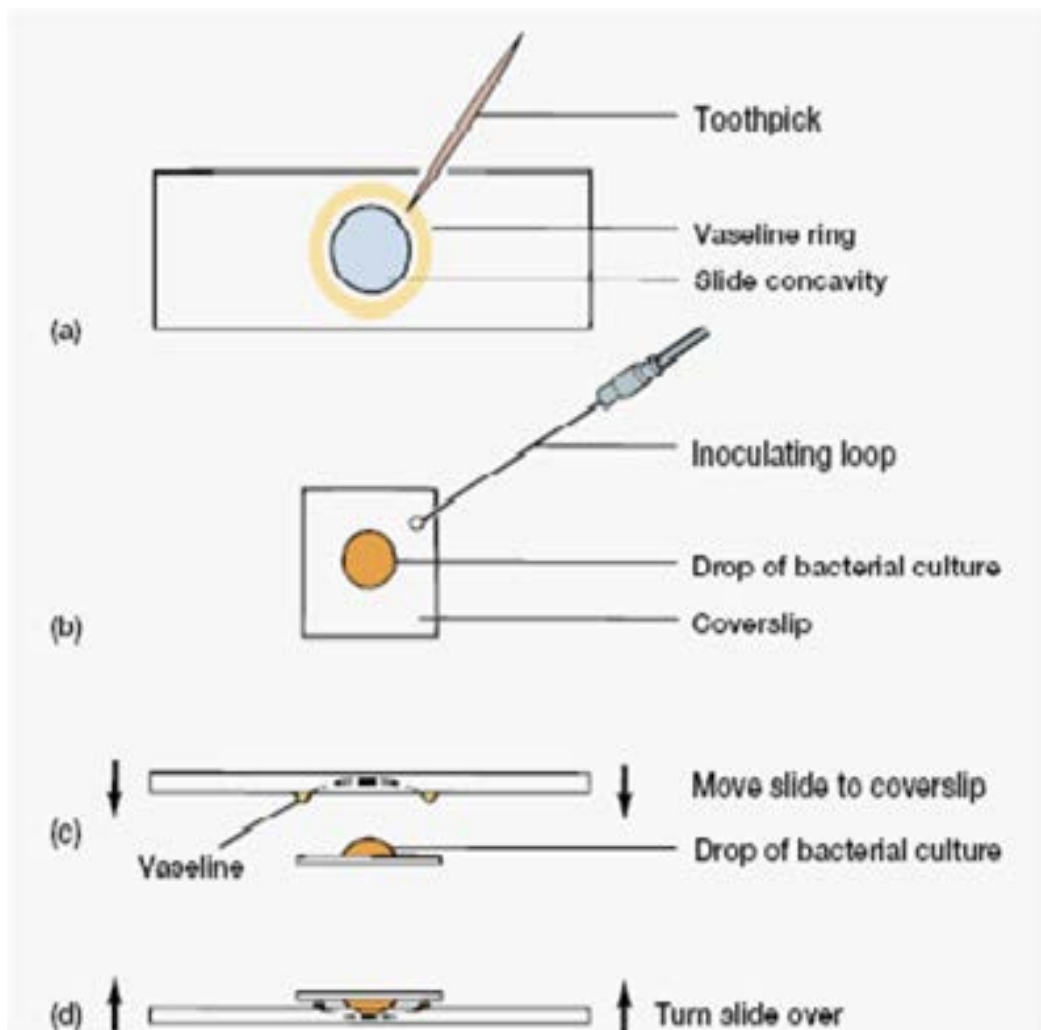 Toothpick
Vaseline ring
Slide concavity
(a)
Inoculating loop
Drop of bacterial culture
Coverslip
(b)
Move slide to coverslip
(c)
Drop of bacterial culture
Vaseline
(d)
Turn slide over